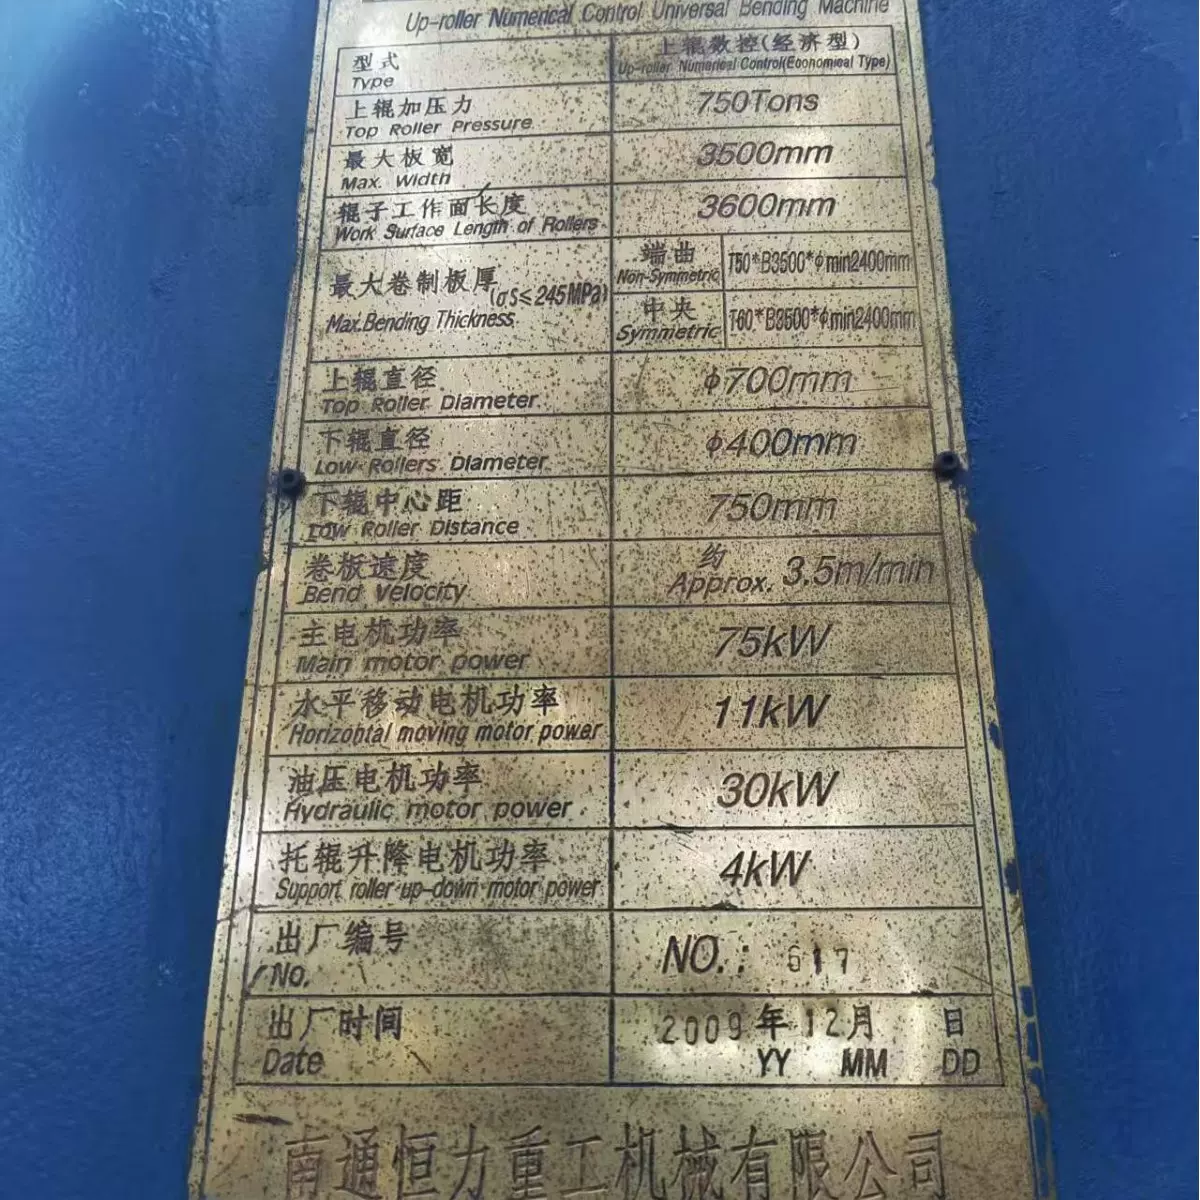 Up-roller Numerical Control Universal Bending Machine
型式 上辊数控(经济型)
Type Up-roller Numerical Control(Economical Type)
上辊加压力 750Tons
Top Roller Pressure
最大板宽 3500mm
Max. Width
辊子工作面长度 3600mm
Work Surface Length of Rollers
最大卷制板厚(σS≤245MPa)
Max.Bending Thickness
端曲 T50*B3500*φmin2400mm
Non-Symmetric
中央 T60*B3500*φmin2400mm
Symmetric
上辊直径 φ700mm
Top Roller Diameter
下辊直径 φ400mm
Low Rollers Diameter
下辊中心距 750mm
Low Roller Distance
卷板速度 约
Bend Velocity Approx. 3.5m/min
主电机功率 75kW
Main motor power
水平移动电机功率 11kW
Horizontal moving motor power
油压电机功率 30kW
Hydraulic motor power
托辊升降电机功率 4kW
Support roller up-down motor power
出厂编号 NO.: 617
No.
出厂时间 2009年12月 日
Date YY MM DD
南通恒力重工机械有限公司